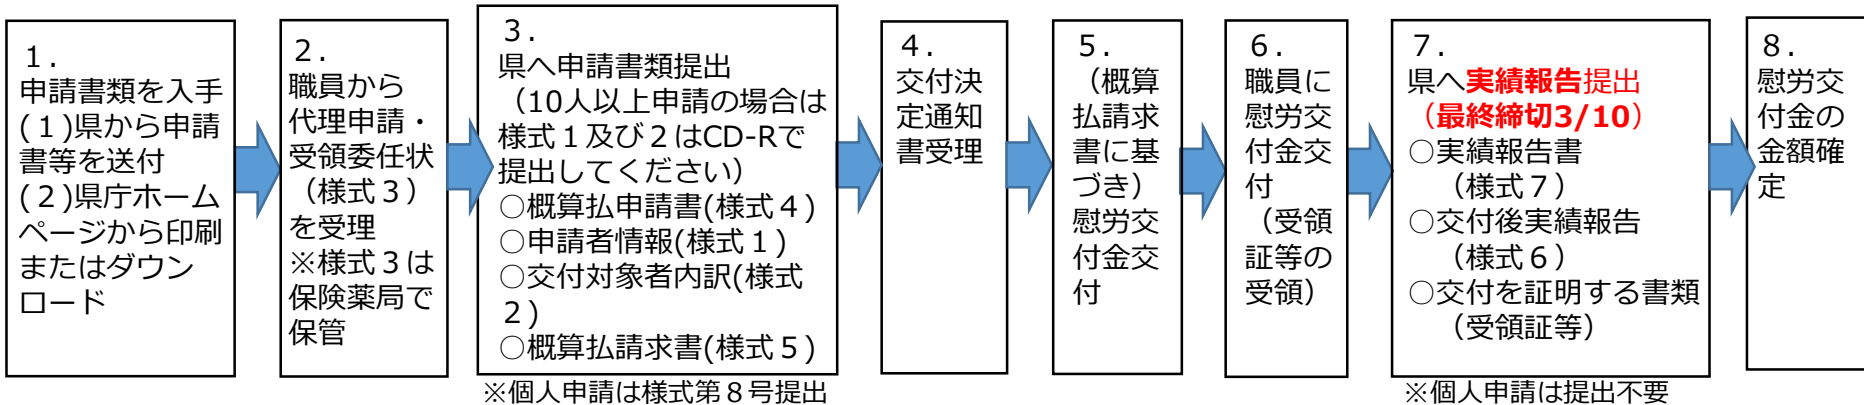 1．
申請書類を入手
(１)県から申請
書等を送付
(２)県庁ホーム
ページから印刷
またはダウン
ロード
2．
職員から
代理申請・
受領委任状
（様式３）
を受理
※様式３は
保険薬局で
保管
3．
県へ申請書類提出
（10人以上申請の場合は
様式１及び２はCD-Rで
提出してください）
○概算払申請書(様式４)
○申請者情報(様式１)
○交付対象者内訳(様式
２)
○概算払請求書(様式５)
※個人申請は様式第８号提出
4．
交付決
定通知
書受理
5．
（概算
払請求
書に基
づき）
慰労交
付金交
付
6．
職員に
慰労交
付金交
付
（受領
証等の
受領）
7．
県へ実績報告提出
（最終締切3/10）
○実績報告書
（様式７）
○交付後実績報告
（様式６）
○交付を証明する書類
（受領証等）
※個人申請は提出不要
8．
慰労交
付金の
金額確
定